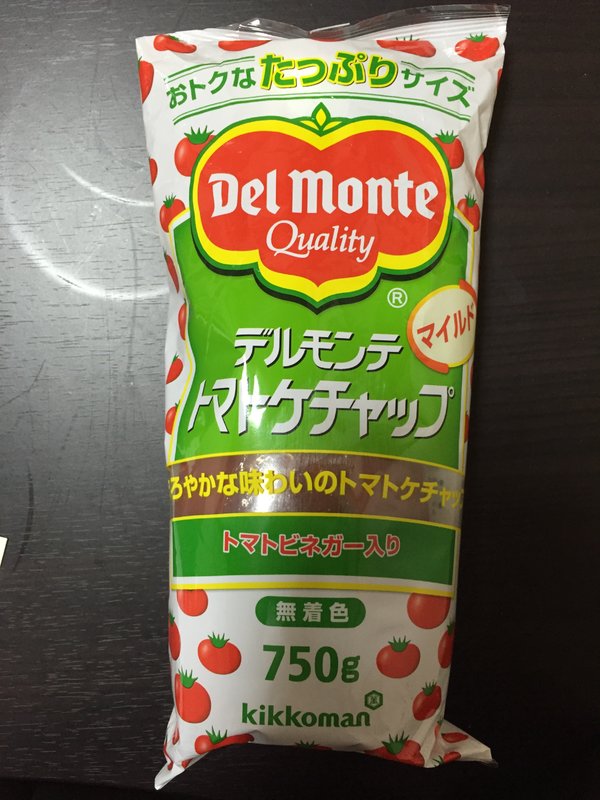 おトクなたっぷりサイズ
Del Monte
Quality
®
マイルド
デルモンテ
トマトケチャップ
ろやかな味わいのトマトケチャッ
トマトビネガー入り
無着色
750g
kikkoman